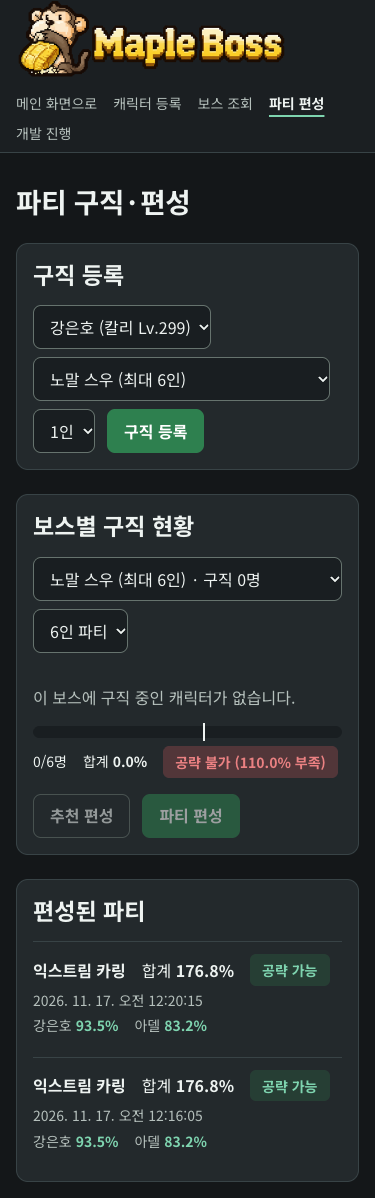 Maple Boss
메인 화면으로 캐릭터 등록 보스 조회 파티 편성
개발 진행
파티 구직·편성
구직 등록
강은호 (칼리 Lv.299)
노말 스우 (최대 6인)
1인 구직 등록
보스별 구직 현황
노말 스우 (최대 6인) · 구직 0명
6인 파티
이 보스에 구직 중인 캐릭터가 없습니다.
0/6명 합계 0.0% 공략 불가 (110.0% 부족)
추천 편성 파티 편성
편성된 파티
익스트림 카링 합계 176.8% 공략 가능
2026. 11. 17. 오전 12:20:15
강은호 93.5% 아델 83.2%
익스트림 카링 합계 176.8% 공략 가능
2026. 11. 17. 오전 12:16:05
강은호 93.5% 아델 83.2%